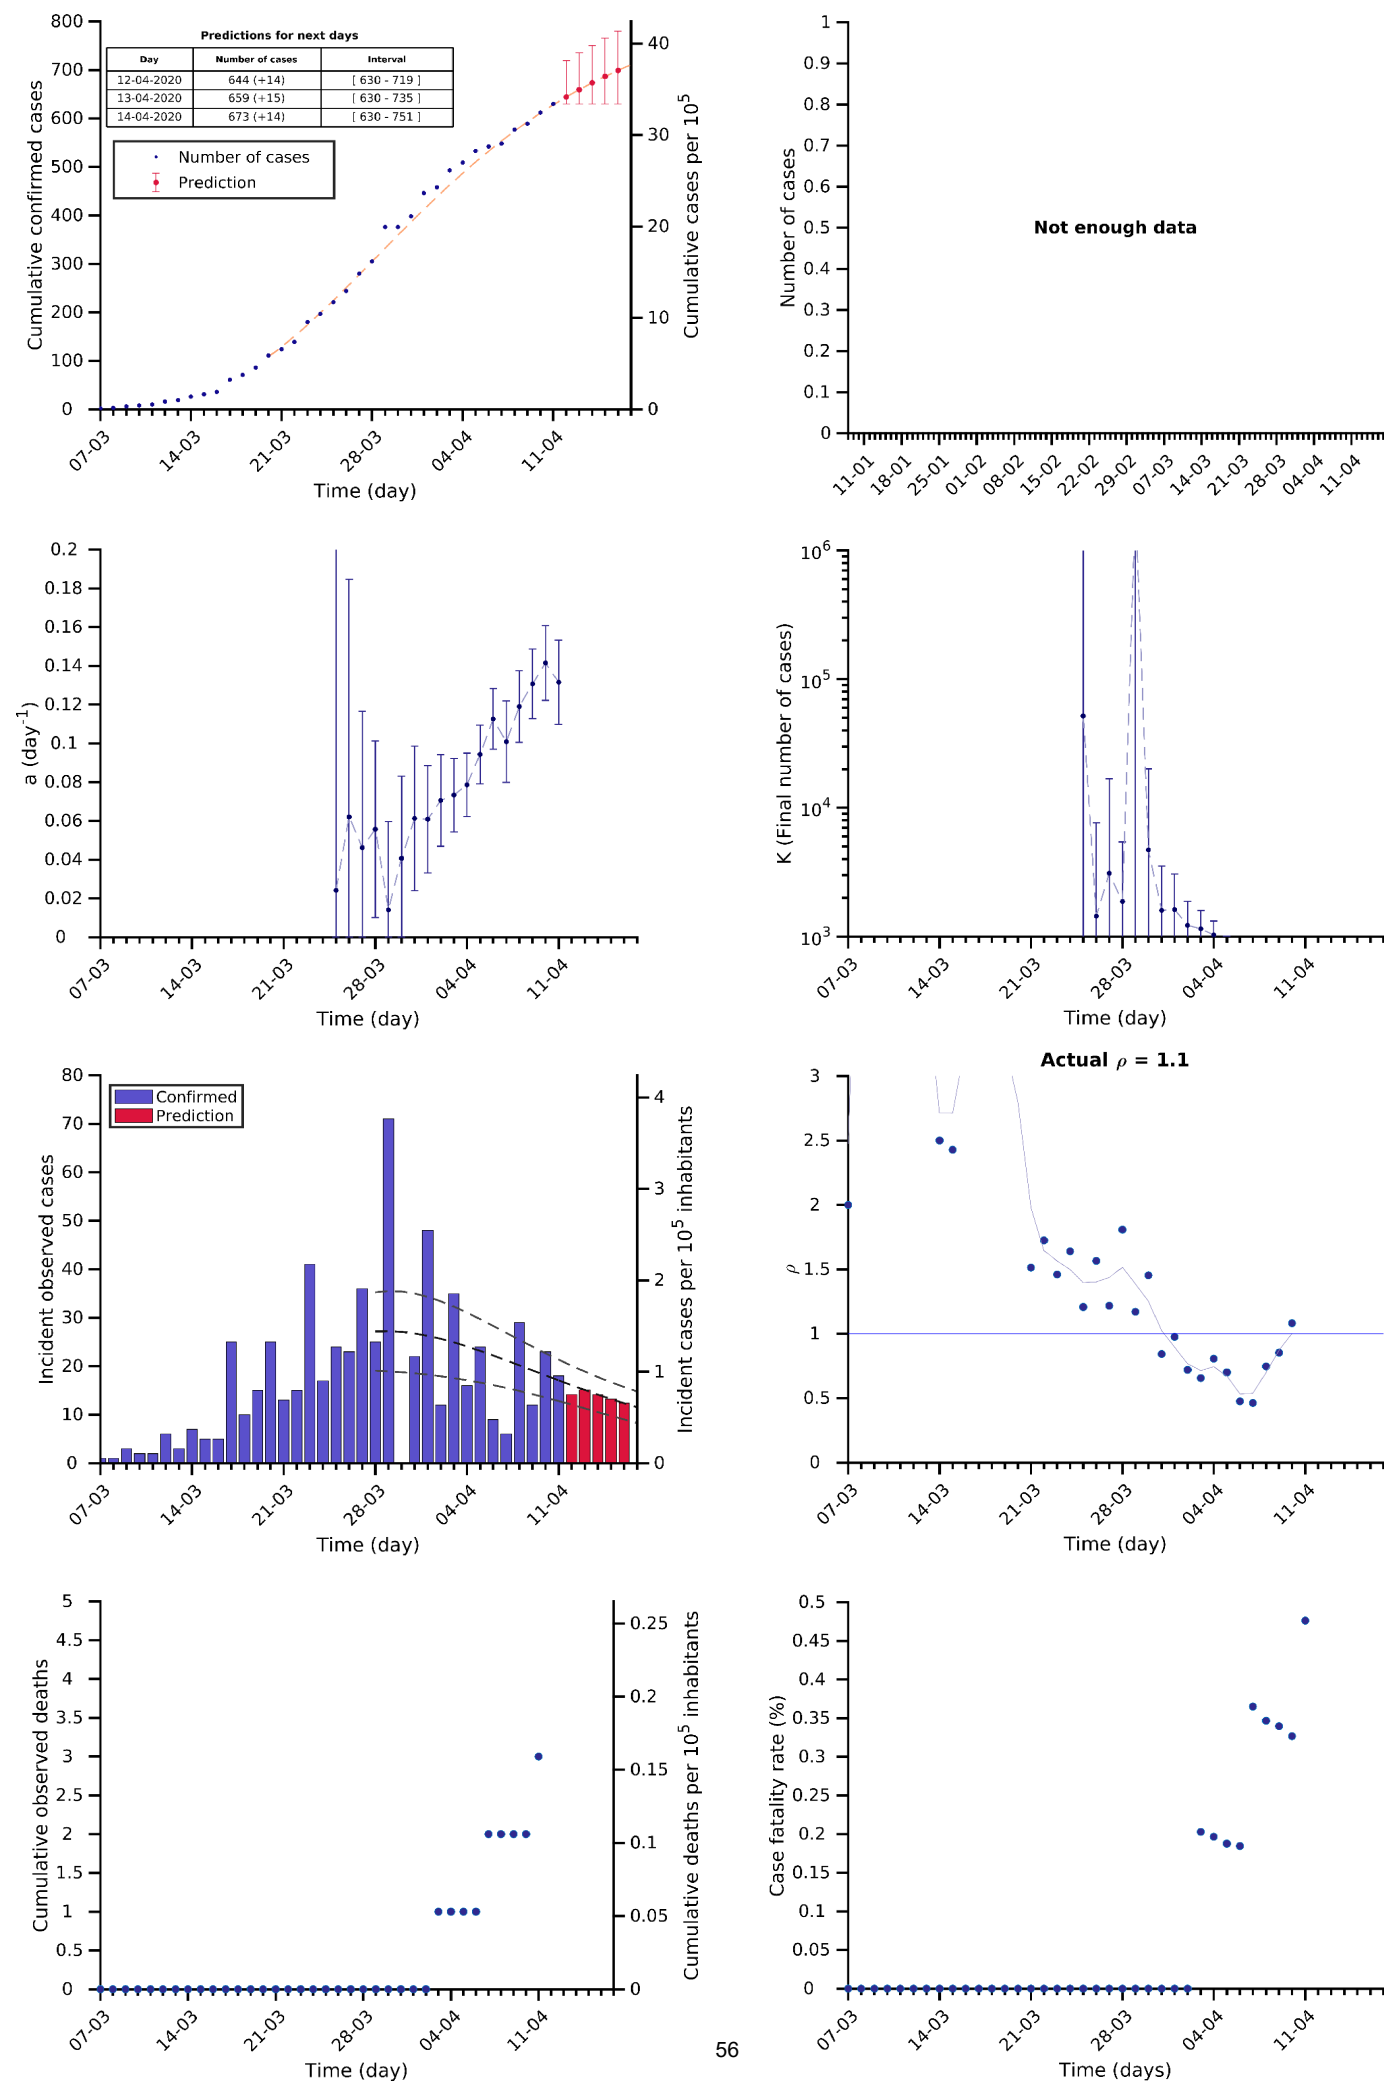 Predictions for next days
Day Number of cases Interval
12-04-2020 644 (+14) [ 630 - 719 ]
13-04-2020 659 (+15) [ 630 - 735 ]
14-04-2020 673 (+14) [ 630 - 751 ]
Number of cases
Prediction
800
700
600
500
400
300
200
100
0
Cumulative confirmed cases
40
30
20
10
0
Cumulative cases per 10^5
07-03 14-03 21-03 28-03 04-04 11-04
Time (day)
1
0.9
0.8
0.7
0.6
0.5
0.4
0.3
0.2
0.1
0
Number of cases
Not enough data
11-01 18-01 25-01 01-02 08-02 15-02 22-02 29-02 07-03 14-03 21-03 28-03 04-04 11-04
0.2
0.18
0.16
0.14
0.12
0.1
0.08
0.06
0.04
0.02
0
a (day^-1)
07-03 14-03 21-03 28-03 04-04 11-04
Time (day)
10^6
10^5
10^4
10^3
K (Final number of cases)
07-03 14-03 21-03 28-03 04-04 11-04
Time (day)
Confirmed
Prediction
80
70
60
50
40
30
20
10
0
Incident observed cases
4
3
2
1
0
Incident cases per 10^5 inhabitants
07-03 14-03 21-03 28-03 04-04 11-04
Time (day)
Actual ρ = 1.1
3
2.5
2
1.5
1
0.5
0
ρ
07-03 14-03 21-03 28-03 04-04 11-04
Time (day)
5
4.5
4
3.5
3
2.5
2
1.5
1
0.5
0
Cumulative observed deaths
0.25
0.2
0.15
0.1
0.05
0
Cumulative deaths per 10^5 inhabitants
07-03 14-03 21-03 28-03 04-04 11-04
Time (day)
0.5
0.45
0.4
0.35
0.3
0.25
0.2
0.15
0.1
0.05
0
Case fatality rate (%)
07-03 14-03 21-03 28-03 04-04 11-04
Time (days)
56